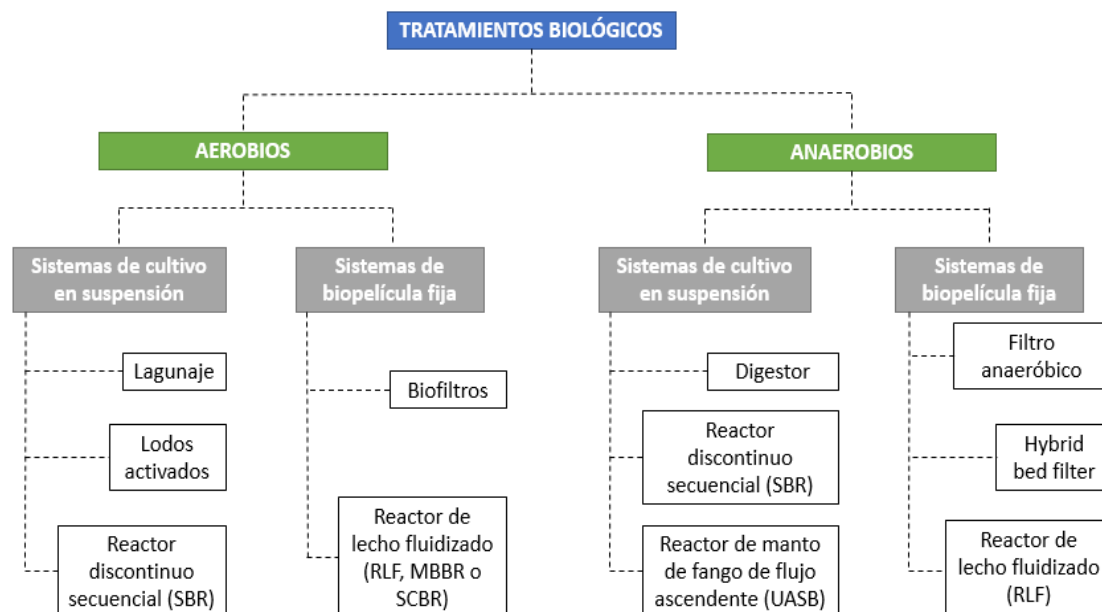 TRATAMIENTOS BIOLÓGICOS
AEROBIOS
ANAEROBIOS
Sistemas de cultivo
en suspensión
Sistemas de
biopelícula fija
Sistemas de cultivo
en suspensión
Sistemas de
biopelícula fija
Lagunaje
Lodos
activados
Reactor
discontinuo
secuencial (SBR)
Biofiltros
Reactor de
lecho fluidizado
(RLF, MBBR o
SCBR)
Digestor
Reactor
discontinuo
secuencial (SBR)
Reactor de manto
de fango de flujo
ascendente (UASB)
Filtro
anaeróbico
Hybrid
bed filter
Reactor de
lecho fluidizado
(RLF)